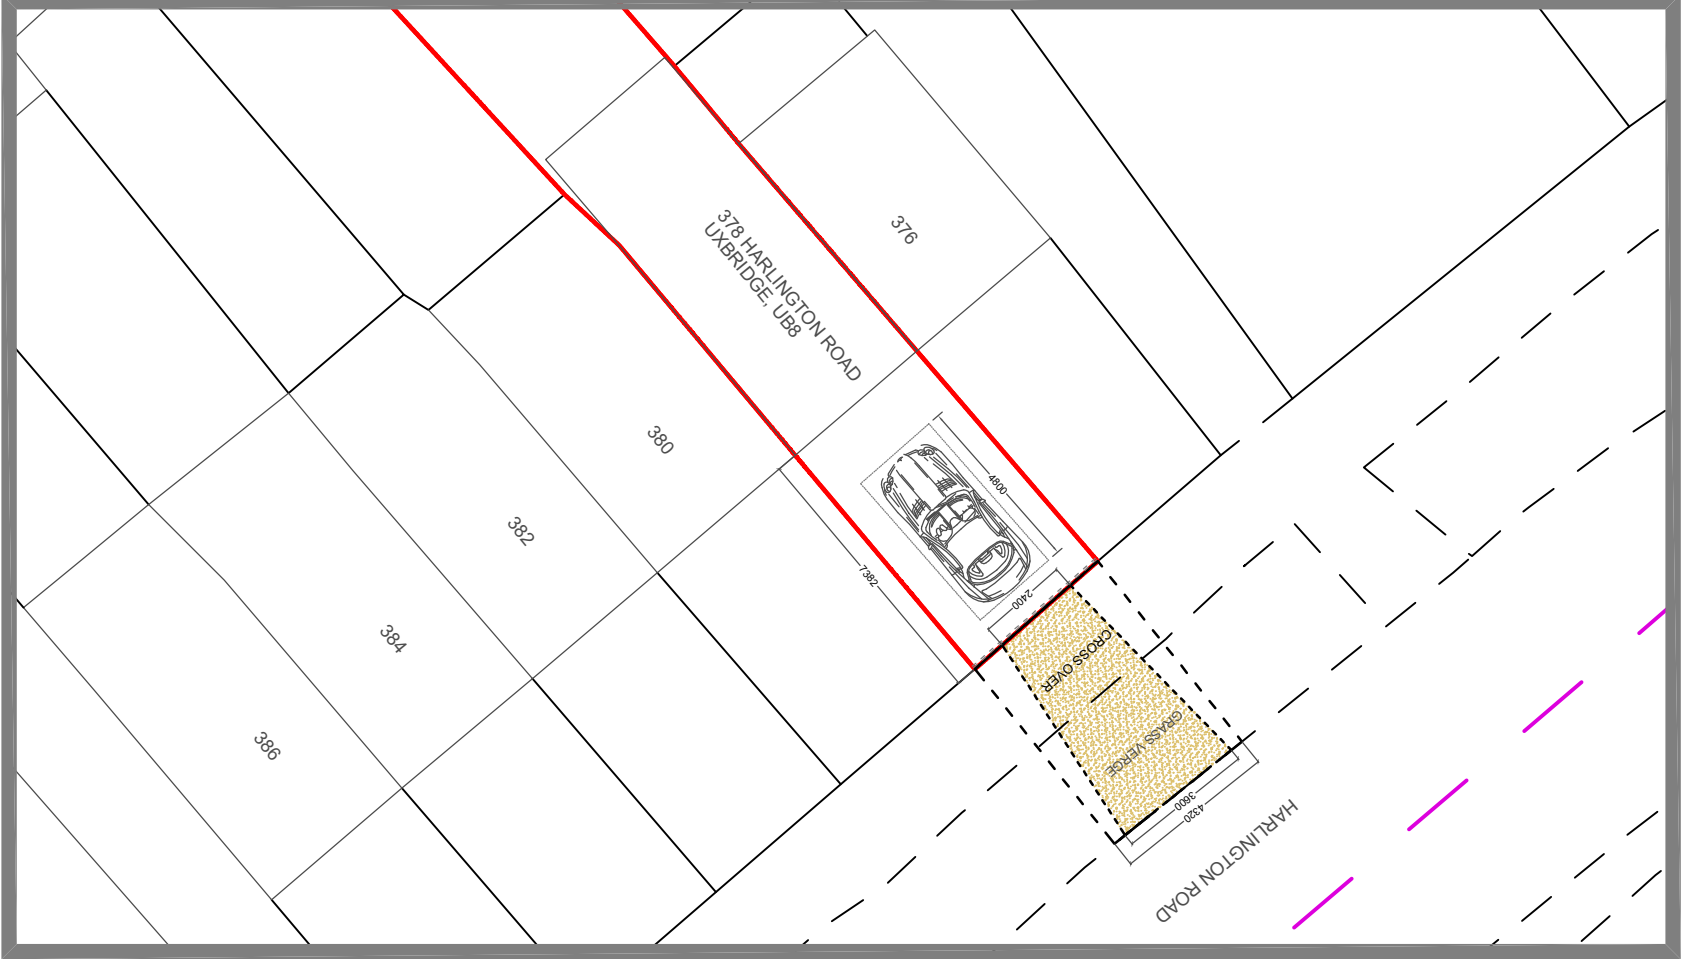 376
378 HARLINGTON ROAD
UXBRIDGE, UB8
380
4800
382
7382
2400
384
CROSS OVER
386
GRASS VERGE
3600
4320
HARLINGTON ROAD